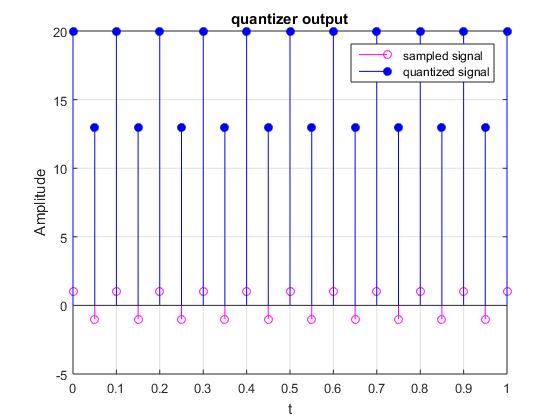 quantizer output
sampled signal
quantized signal
Amplitude
20
15
10
5
0
-5
0 0.1 0.2 0.3 0.4 0.5 0.6 0.7 0.8 0.9 1
t